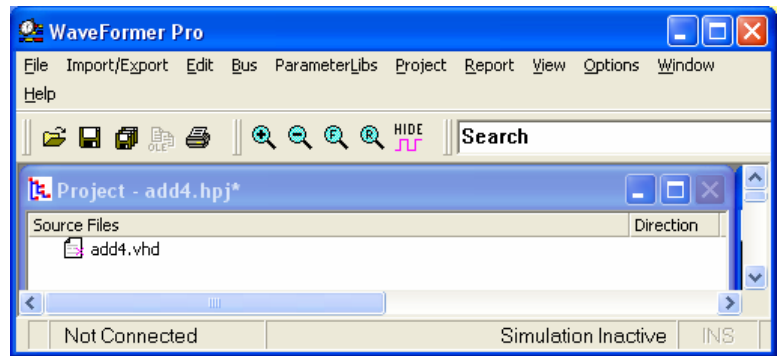 WaveFormer Pro
File Import/Export Edit Bus ParameterLibs Project Report View Options Window
Help
OLE F R HIDE Search
Project - add4.hpj*
Source Files Direction
add4.vhd
Not Connected Simulation Inactive INS